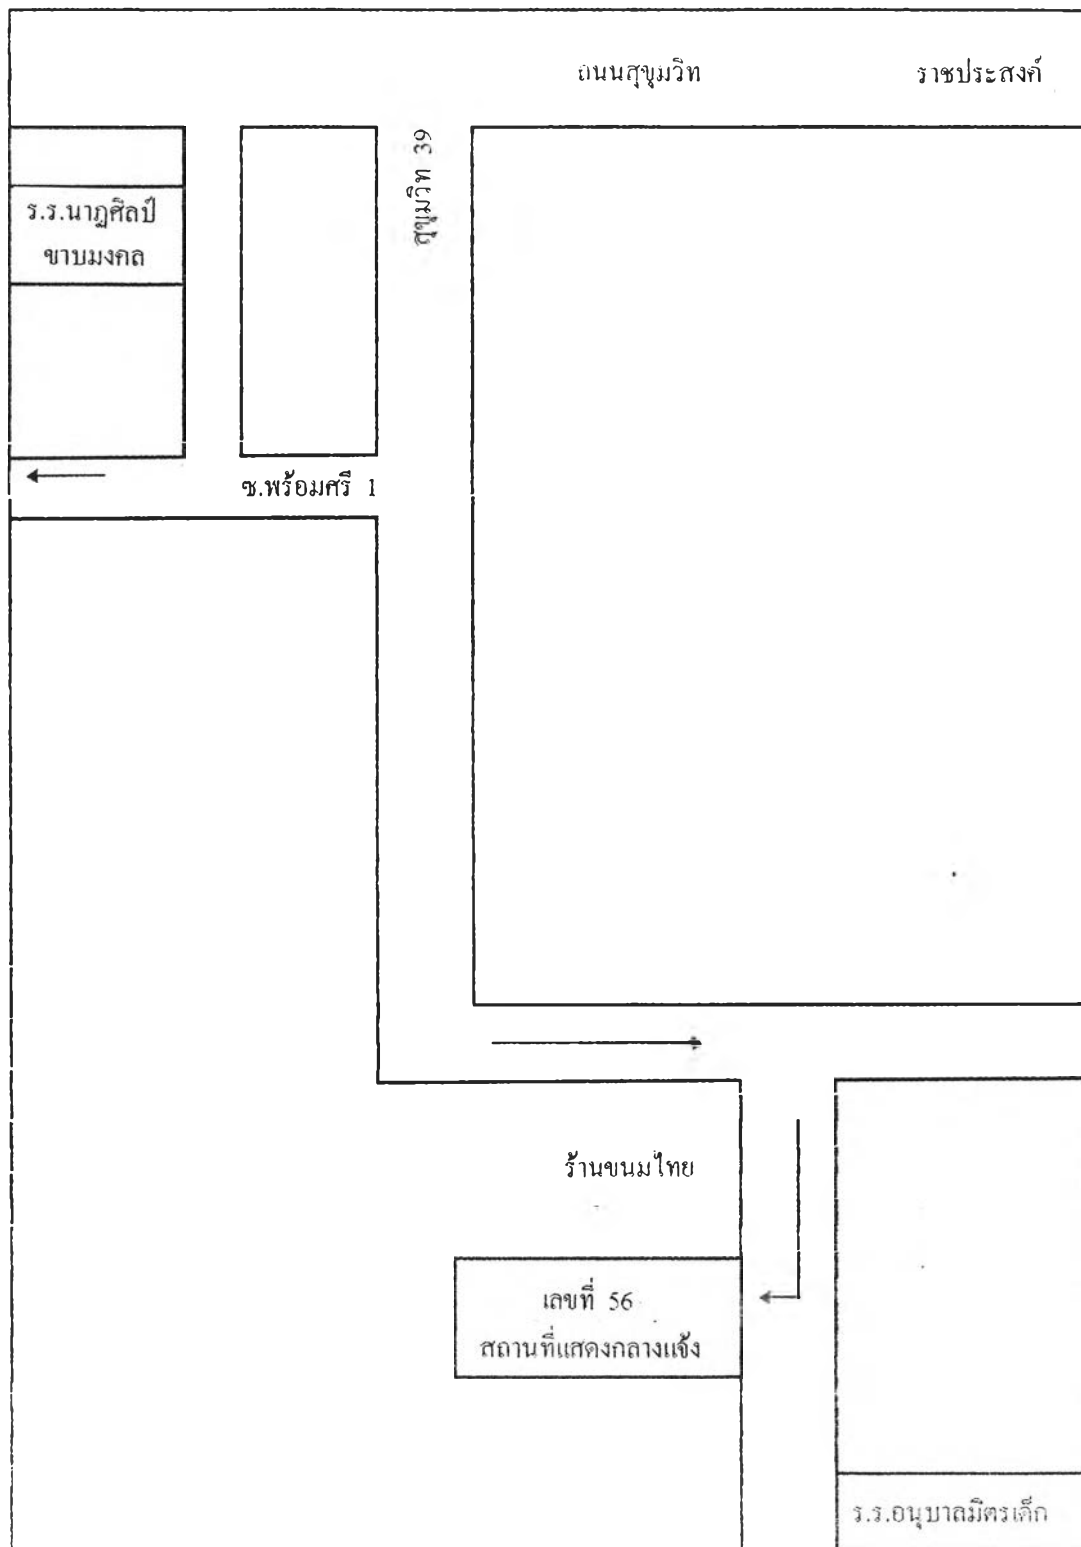 ถนนสุขุมวิท ราชประสงค์
สุขุมวิท 39
ร.ร.นาฏศิลป์
ขาบมงคล
ซ.พร้อมศรี 1
ร้านขนมไทย
เลขที่ 56
สถานที่แสดงกลางแจ้ง
ร.ร.อนุบาลมิตรเด็ก